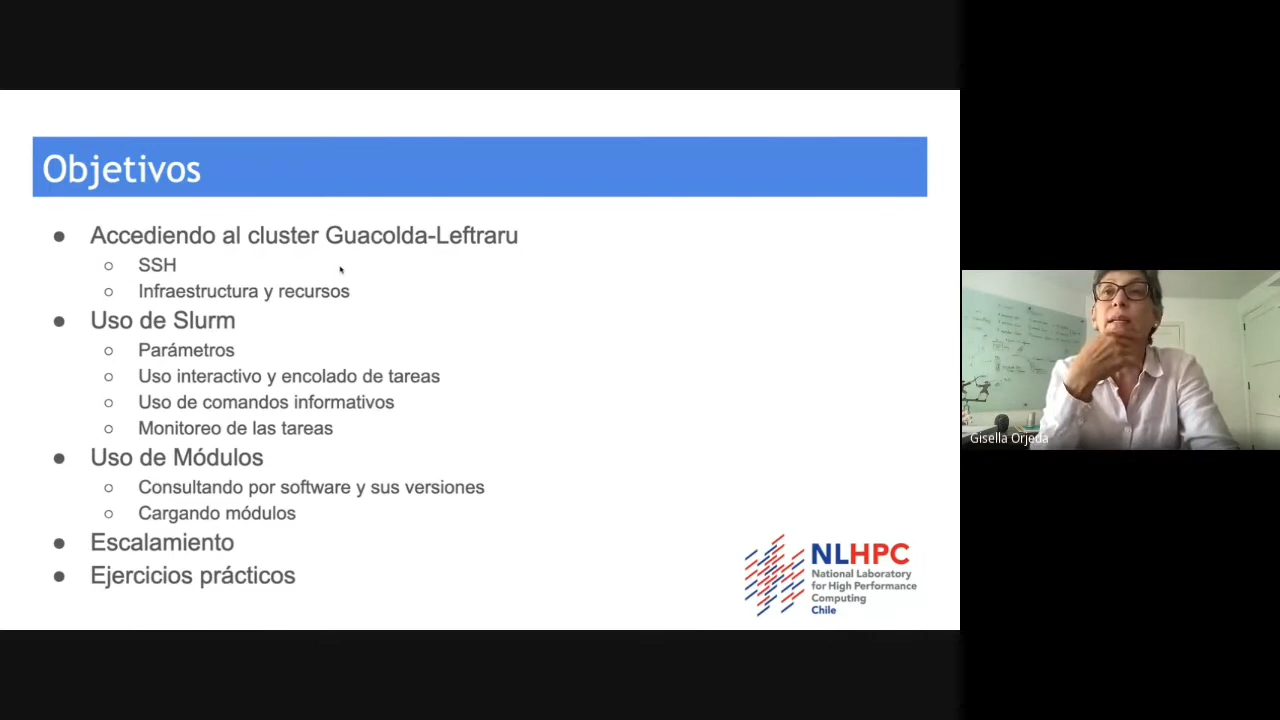 Objetivos
● Accediendo al cluster Guacolda-Leftraru
○ SSH
○ Infraestructura y recursos
● Uso de Slurm
○ Parámetros
○ Uso interactivo y encolado de tareas
○ Uso de comandos informativos
○ Monitoreo de las tareas
● Uso de Módulos
○ Consultando por software y sus versiones
○ Cargando módulos
● Escalamiento
● Ejercicios prácticos
NLHPC
National Laboratory
for High Performance
Computing
Chile
Gisella Orjeda